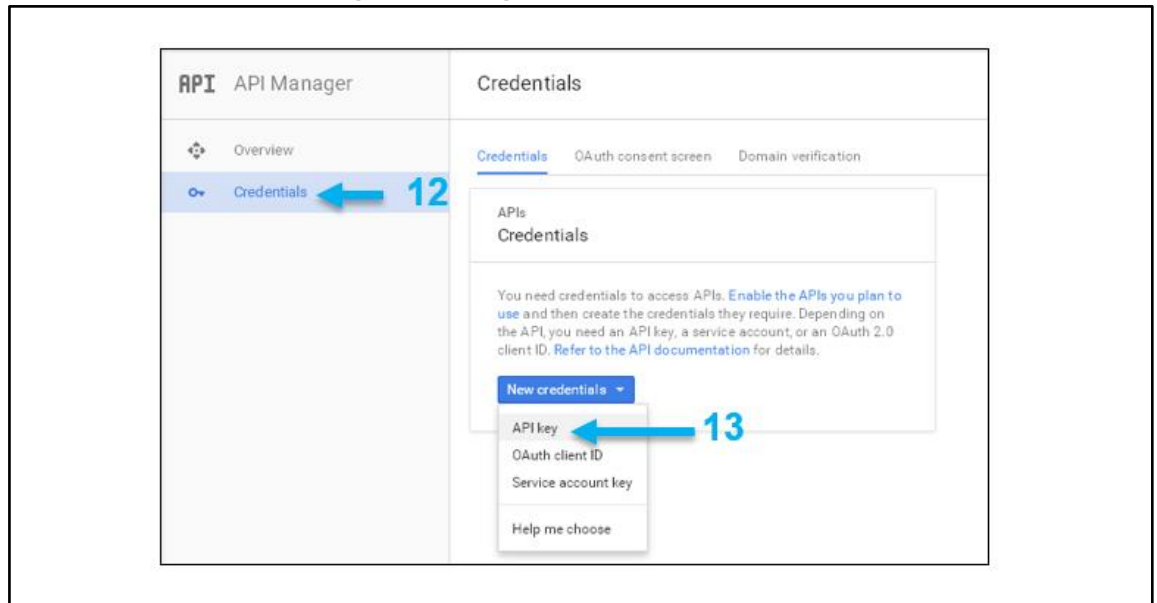 API API Manager
Credentials
Overview
Credentials 12
Credentials OAuth consent screen Domain verification
APIs
Credentials
You need credentials to access APIs. Enable the APIs you plan to
use and then create the credentials they require. Depending on
the API, you need an API key, a service account, or an OAuth 2.0
client ID. Refer to the API documentation for details.
New credentials
API key 13
OAuth client ID
Service account key
Help me choose